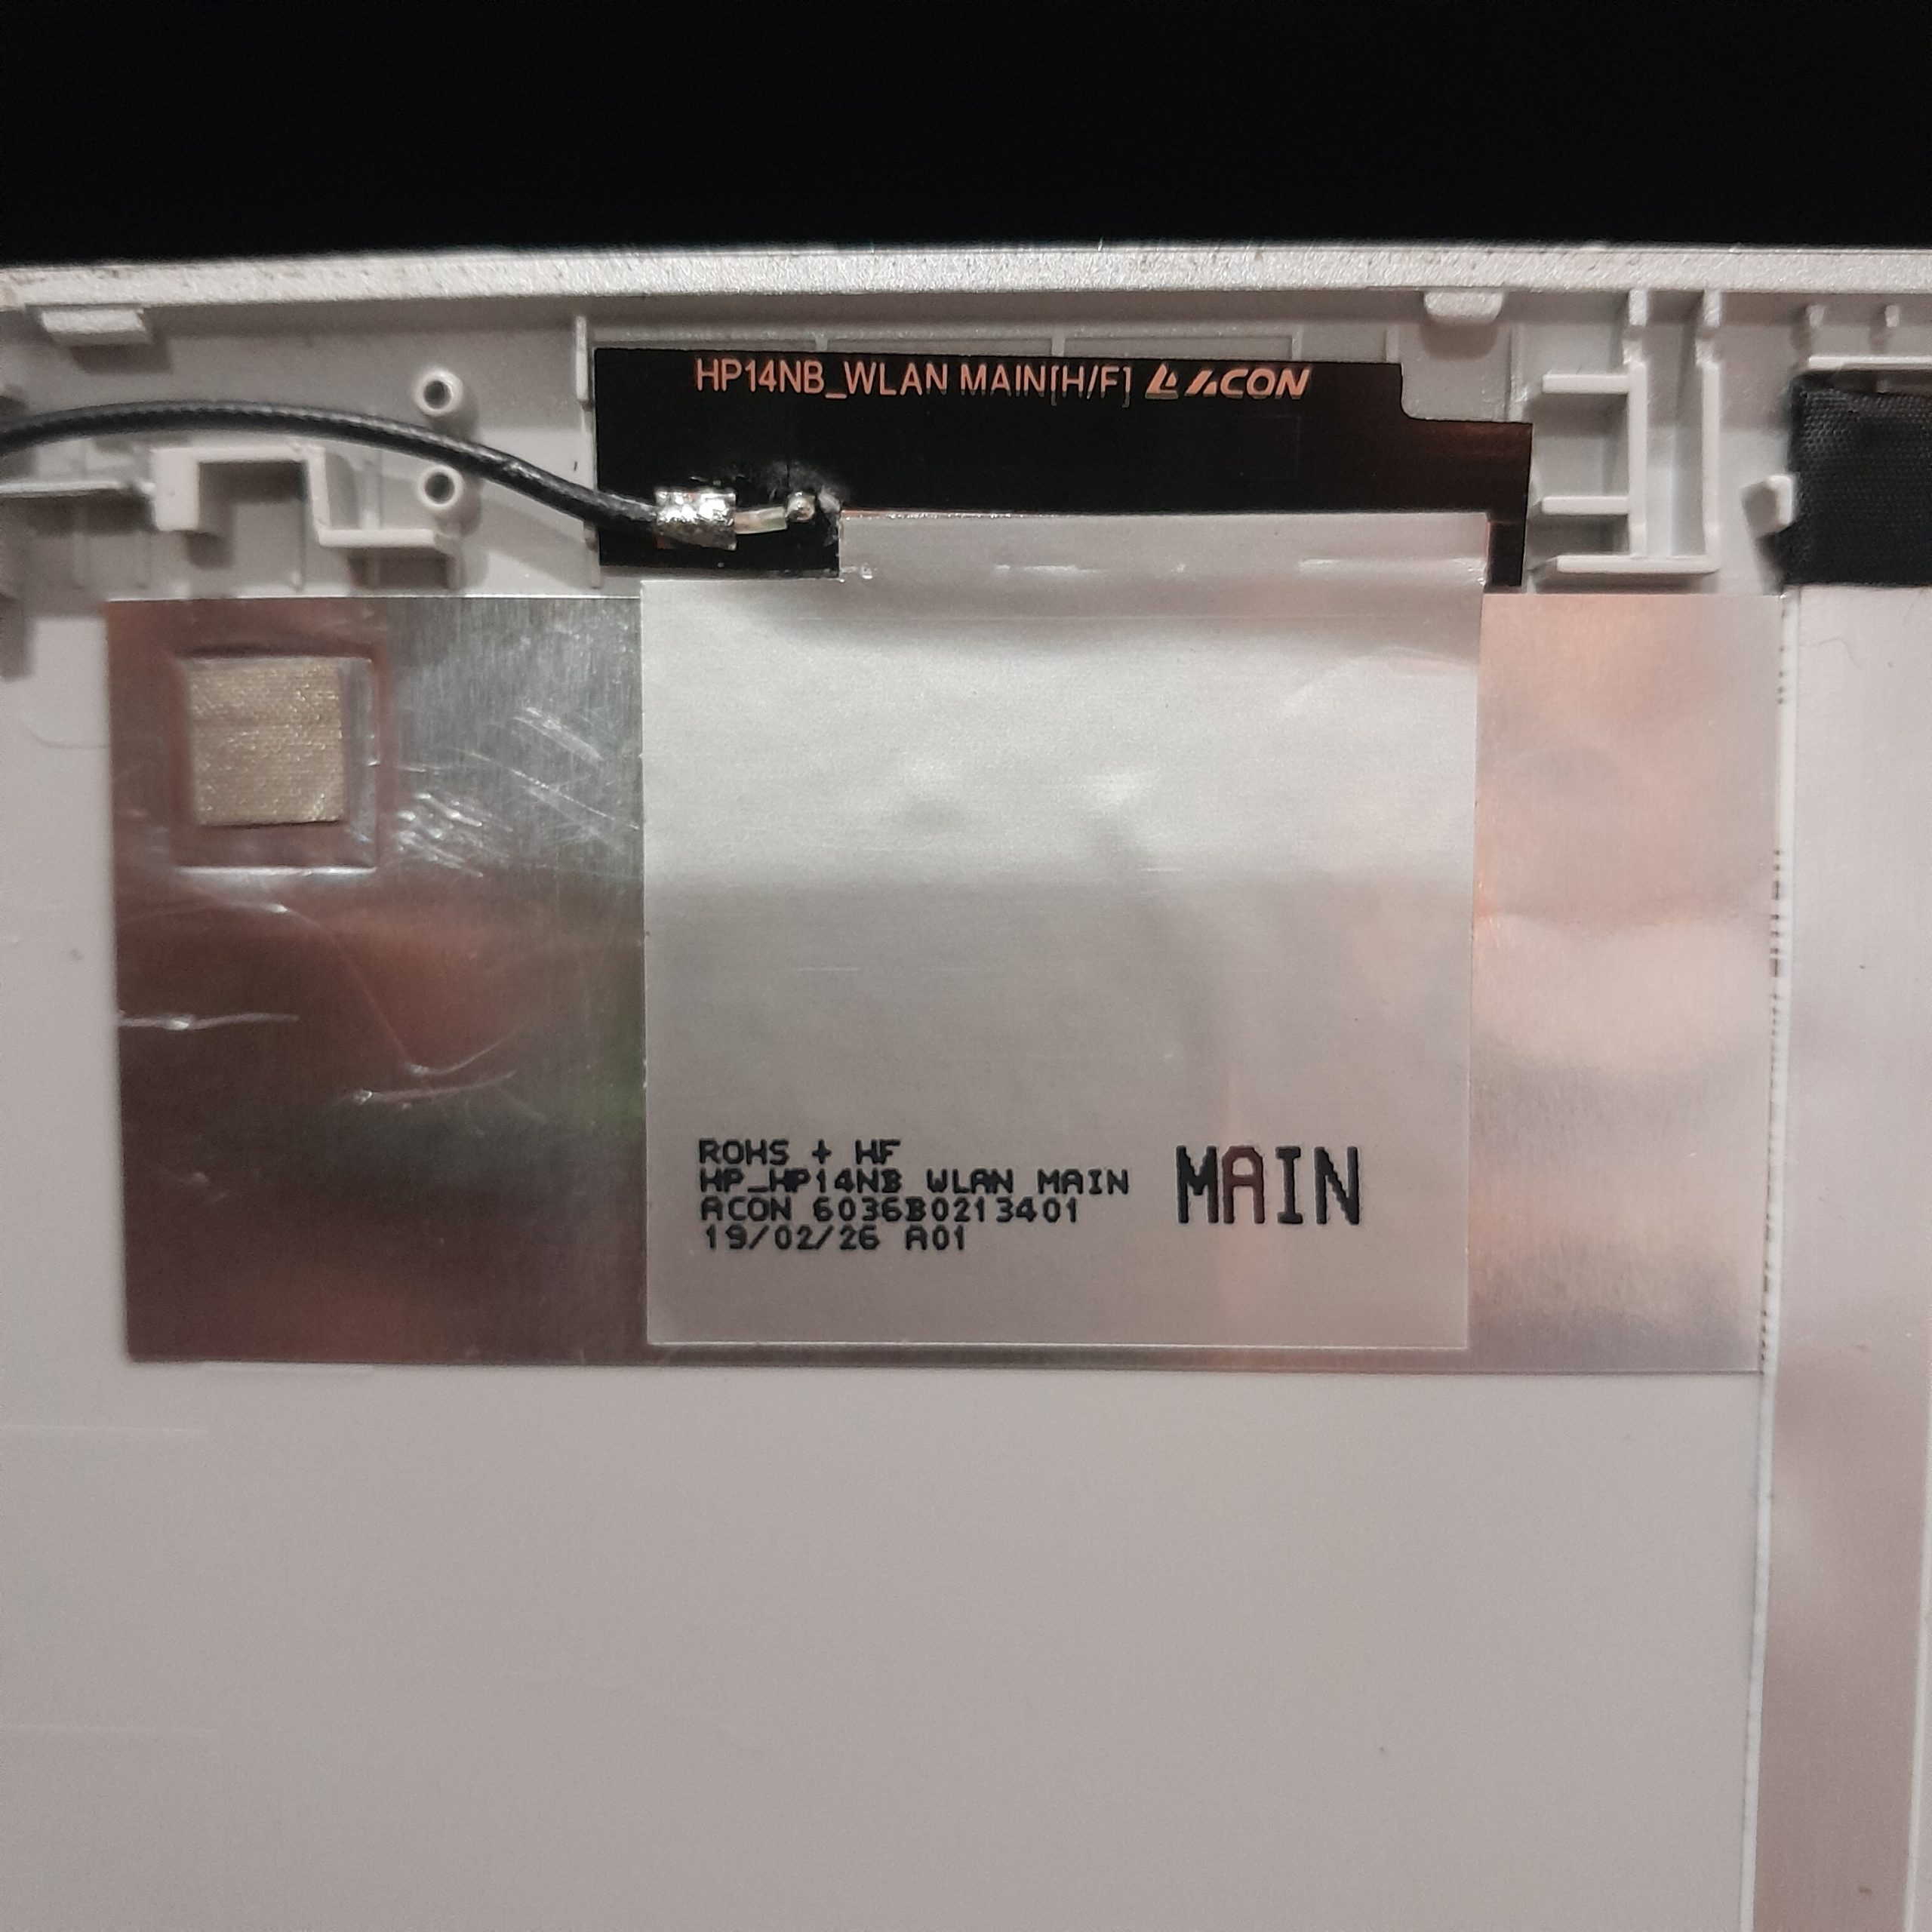 HP14NB_WLAN MAIN[H/F] ACON
ROHS + HF
HP_HP14NB WLAN MAIN
ACON 6036B0213401
19/02/26 A01
MAIN